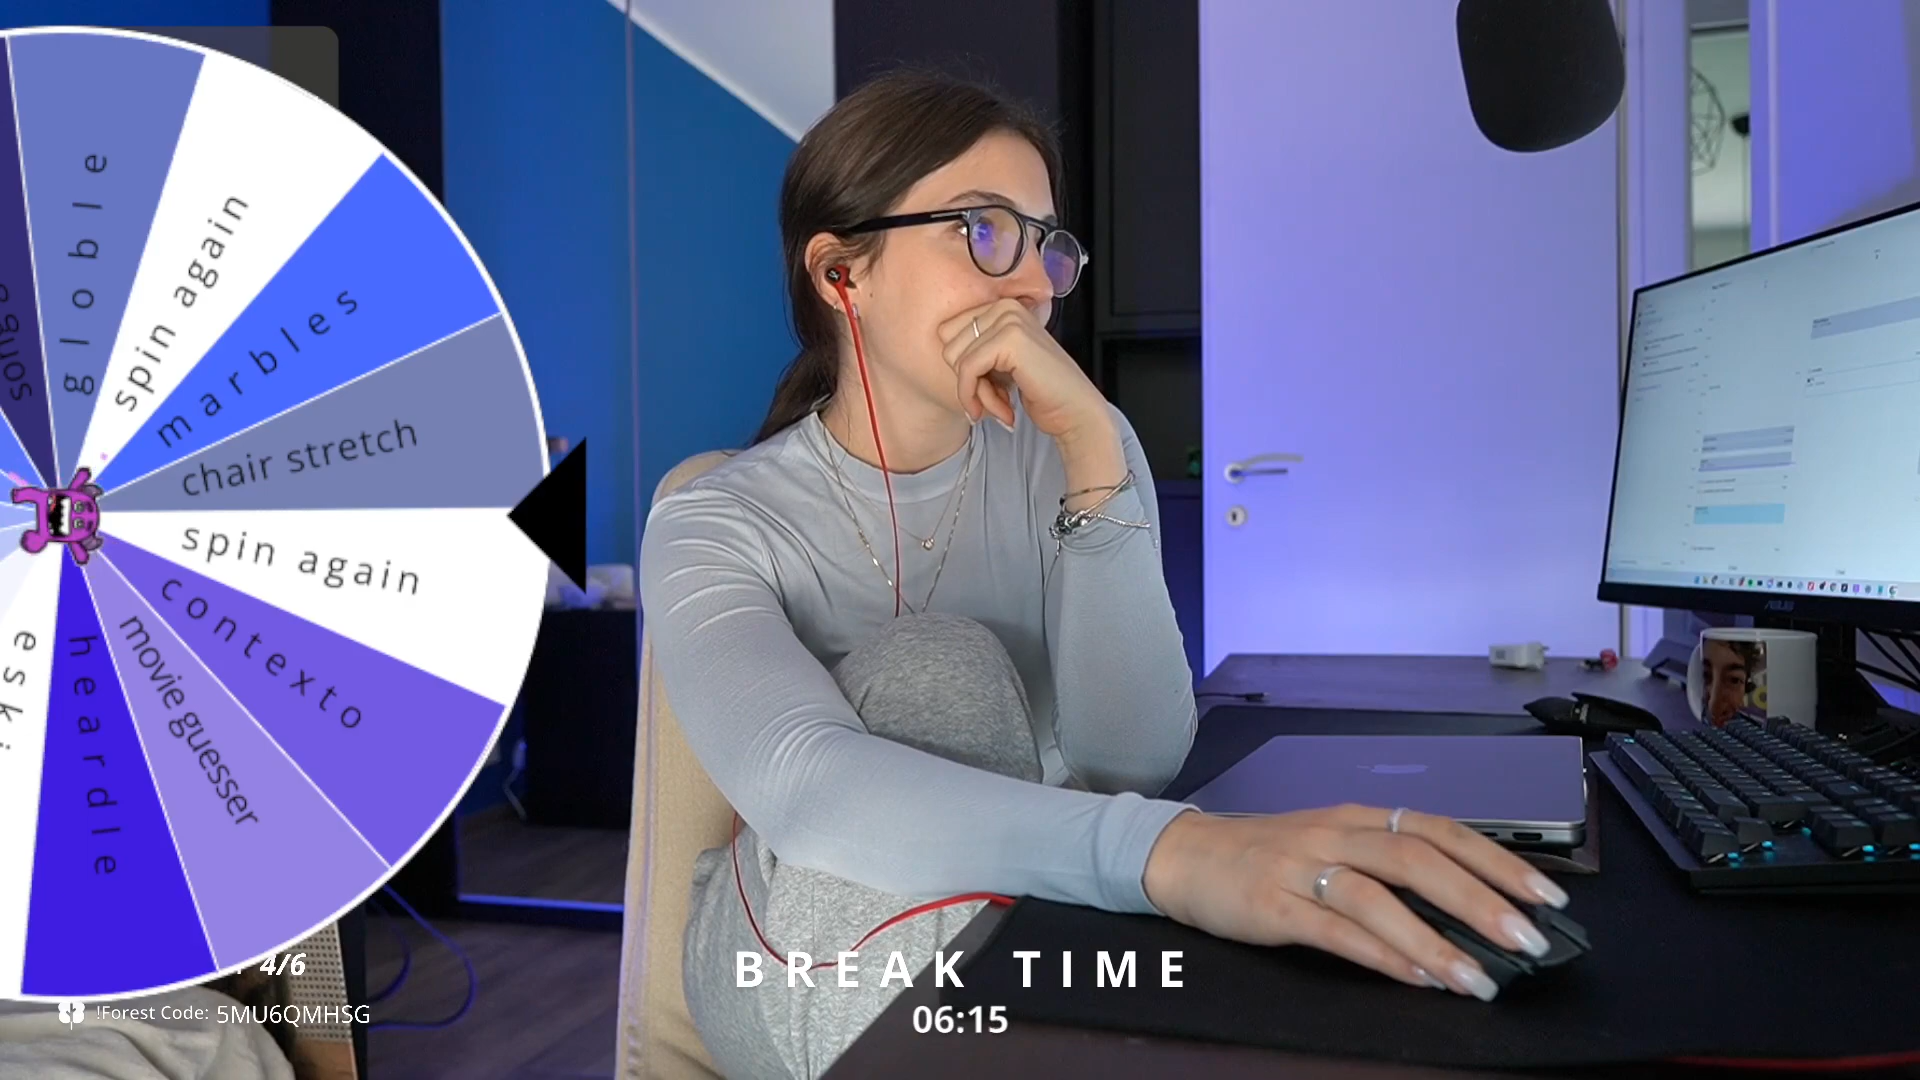 globle
spin again
marbles
chair stretch
spin again
contexto
movie guesser
heardle
4/6
!Forest Code: 5MU6QMHSG
BREAK TIME
06:15
ASUS